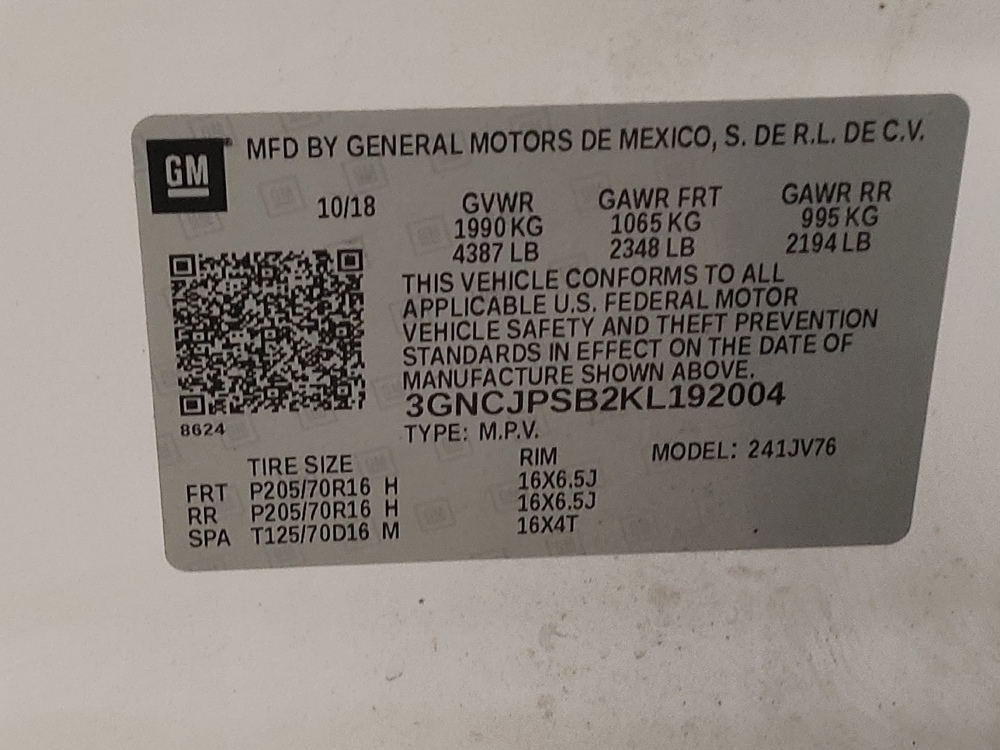 GM MFD BY GENERAL MOTORS DE MEXICO, S. DE R.L. DE C.V.
10/18 GVWR GAWR FRT GAWR RR
1990 KG 1065 KG 995 KG
4387 LB 2348 LB 2194 LB
THIS VEHICLE CONFORMS TO ALL
APPLICABLE U.S. FEDERAL MOTOR
VEHICLE SAFETY AND THEFT PREVENTION
STANDARDS IN EFFECT ON THE DATE OF
MANUFACTURE SHOWN ABOVE.
3GNCJPSB2KL192004
8624
TYPE: M.P.V.
TIRE SIZE RIM MODEL: 241JV76
FRT P205/70R16 H 16X6.5J
RR P205/70R16 H 16X6.5J
SPA T125/70D16 M 16X4T